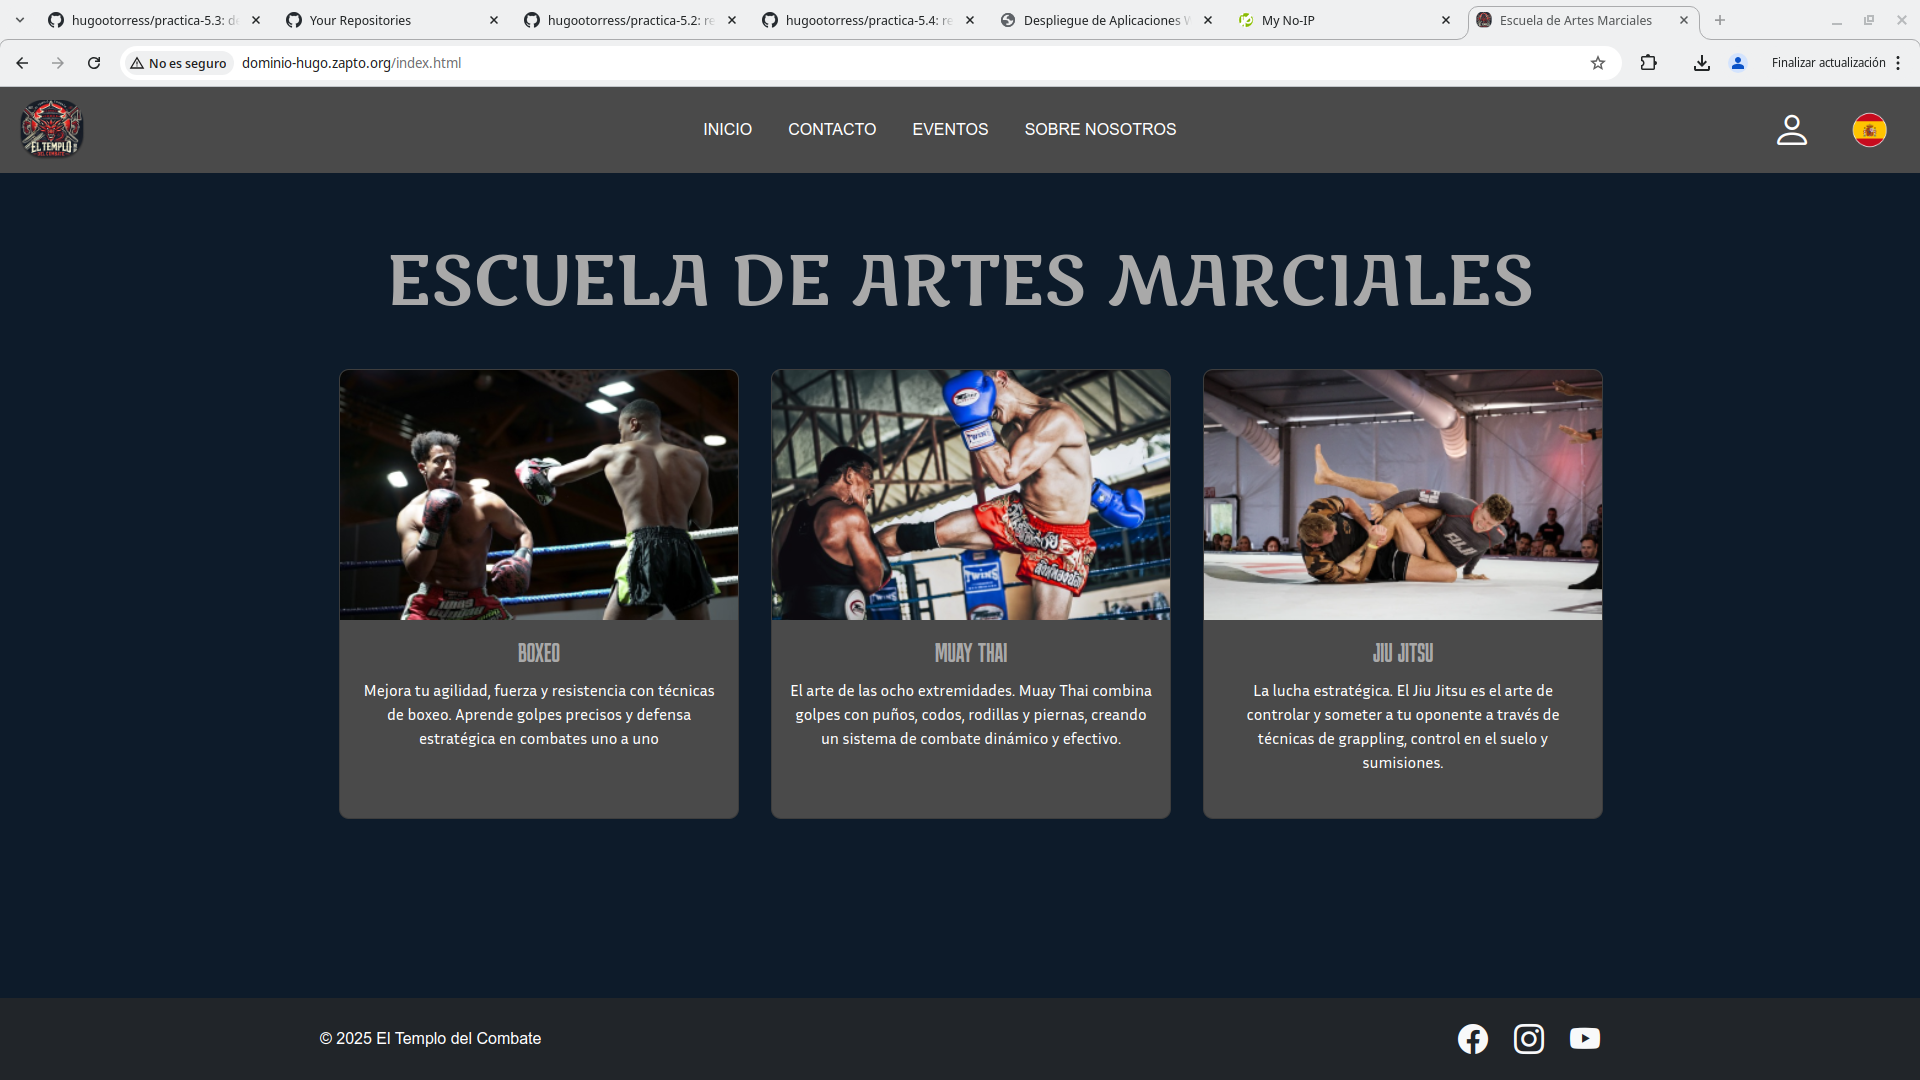 hugootorress/practica-5.3: de
Your Repositories
hugootorress/practica-5.2: re
hugootorress/practica-5.4: re
Despliegue de Aplicaciones W
My No-IP
Escuela de Artes Marciales
No es seguro
dominio-hugo.zapto.org/index.html
Finalizar actualización
EL TEMPLO
DEL COMBATE
INICIO
CONTACTO
EVENTOS
SOBRE NOSOTROS
ESCUELA DE ARTES MARCIALES
TWINS
TWINS
FUJI
BOXEO
Mejora tu agilidad, fuerza y resistencia con técnicas
de boxeo. Aprende golpes precisos y defensa
estratégica en combates uno a uno
MUAY THAI
El arte de las ocho extremidades. Muay Thai combina
golpes con puños, codos, rodillas y piernas, creando
un sistema de combate dinámico y efectivo.
JIU JITSU
La lucha estratégica. El Jiu Jitsu es el arte de
controlar y someter a tu oponente a través de
técnicas de grappling, control en el suelo y
sumisiones.
© 2025 El Templo del Combate